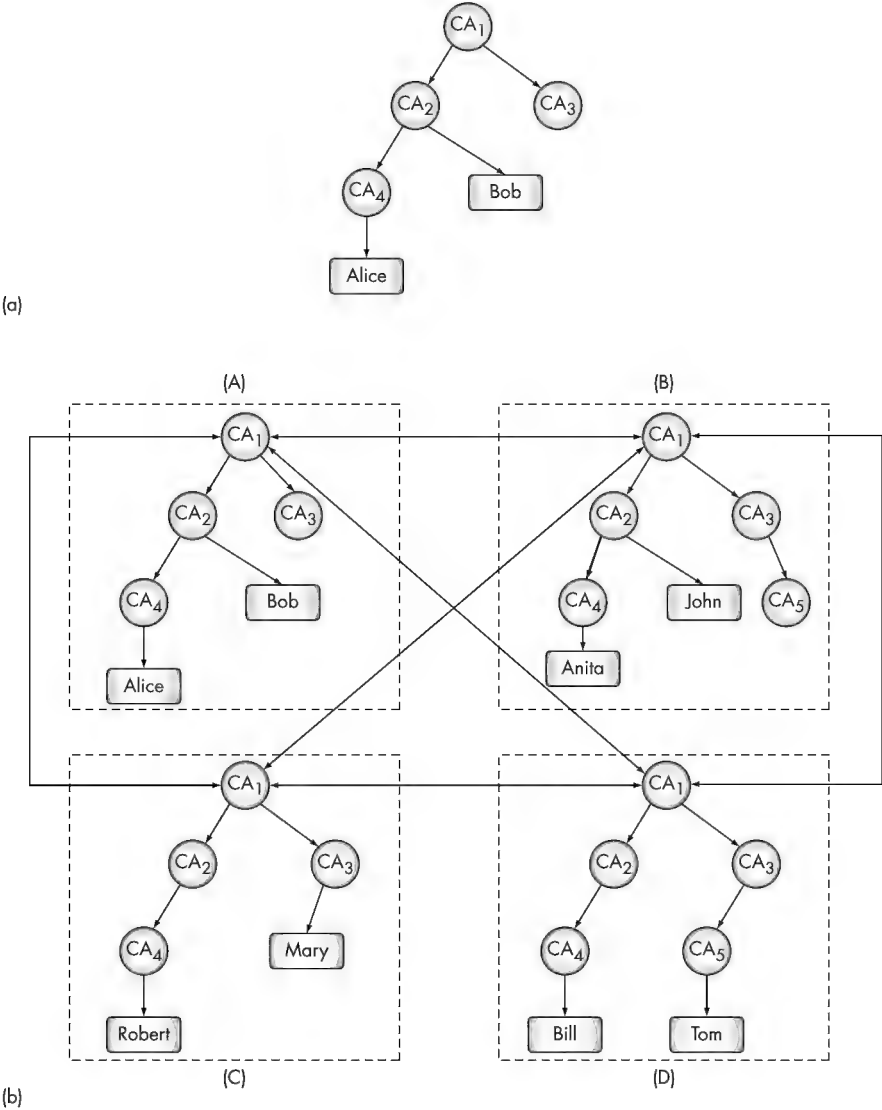 CA1
CA2
CA3
CA4
Bob
Alice
(a)
(A)
(B)
CA1
CA1
CA2
CA3
CA2
CA3
CA4
Bob
CA4
John
CA5
Alice
Anita
CA1
CA1
CA2
CA3
CA2
CA3
CA4
Mary
CA4
CA5
Robert
Bill
Tom
(C)
(D)
(b)